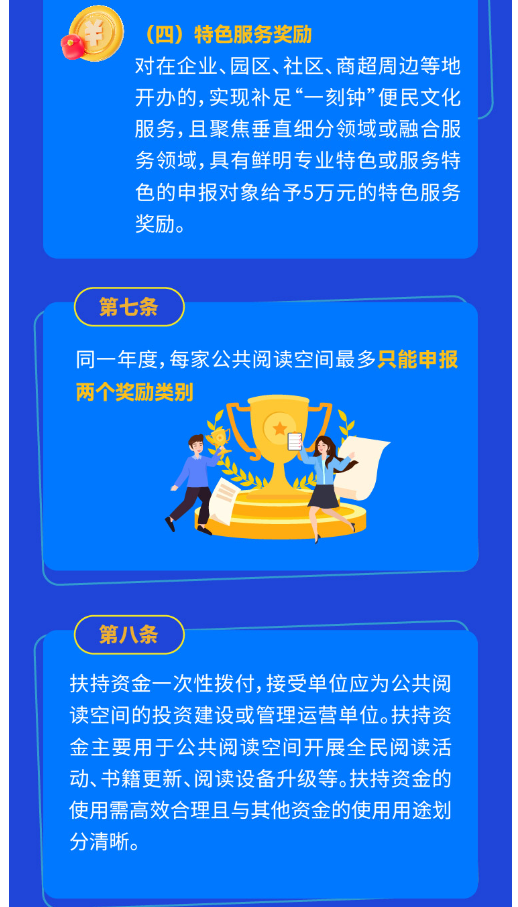 （四）特色服务奖励
对在企业、园区、社区、商超周边等地
开办的，实现补足“一刻钟”便民文化
服务，且聚焦垂直细分领域或融合服
务领域，具有鲜明专业特色或服务特
色的申报对象给予5万元的特色服务
奖励。
第七条
同一年度，每家公共阅读空间最多只能申报
两个奖励类别
第八条
扶持资金一次性拨付，接受单位应为公共阅
读空间的投资建设或管理运营单位。扶持资
金主要用于公共阅读空间开展全民阅读活
动、书籍更新、阅读设备升级等。扶持资金的
使用需高效合理且与其他资金的使用用途划
分清晰。